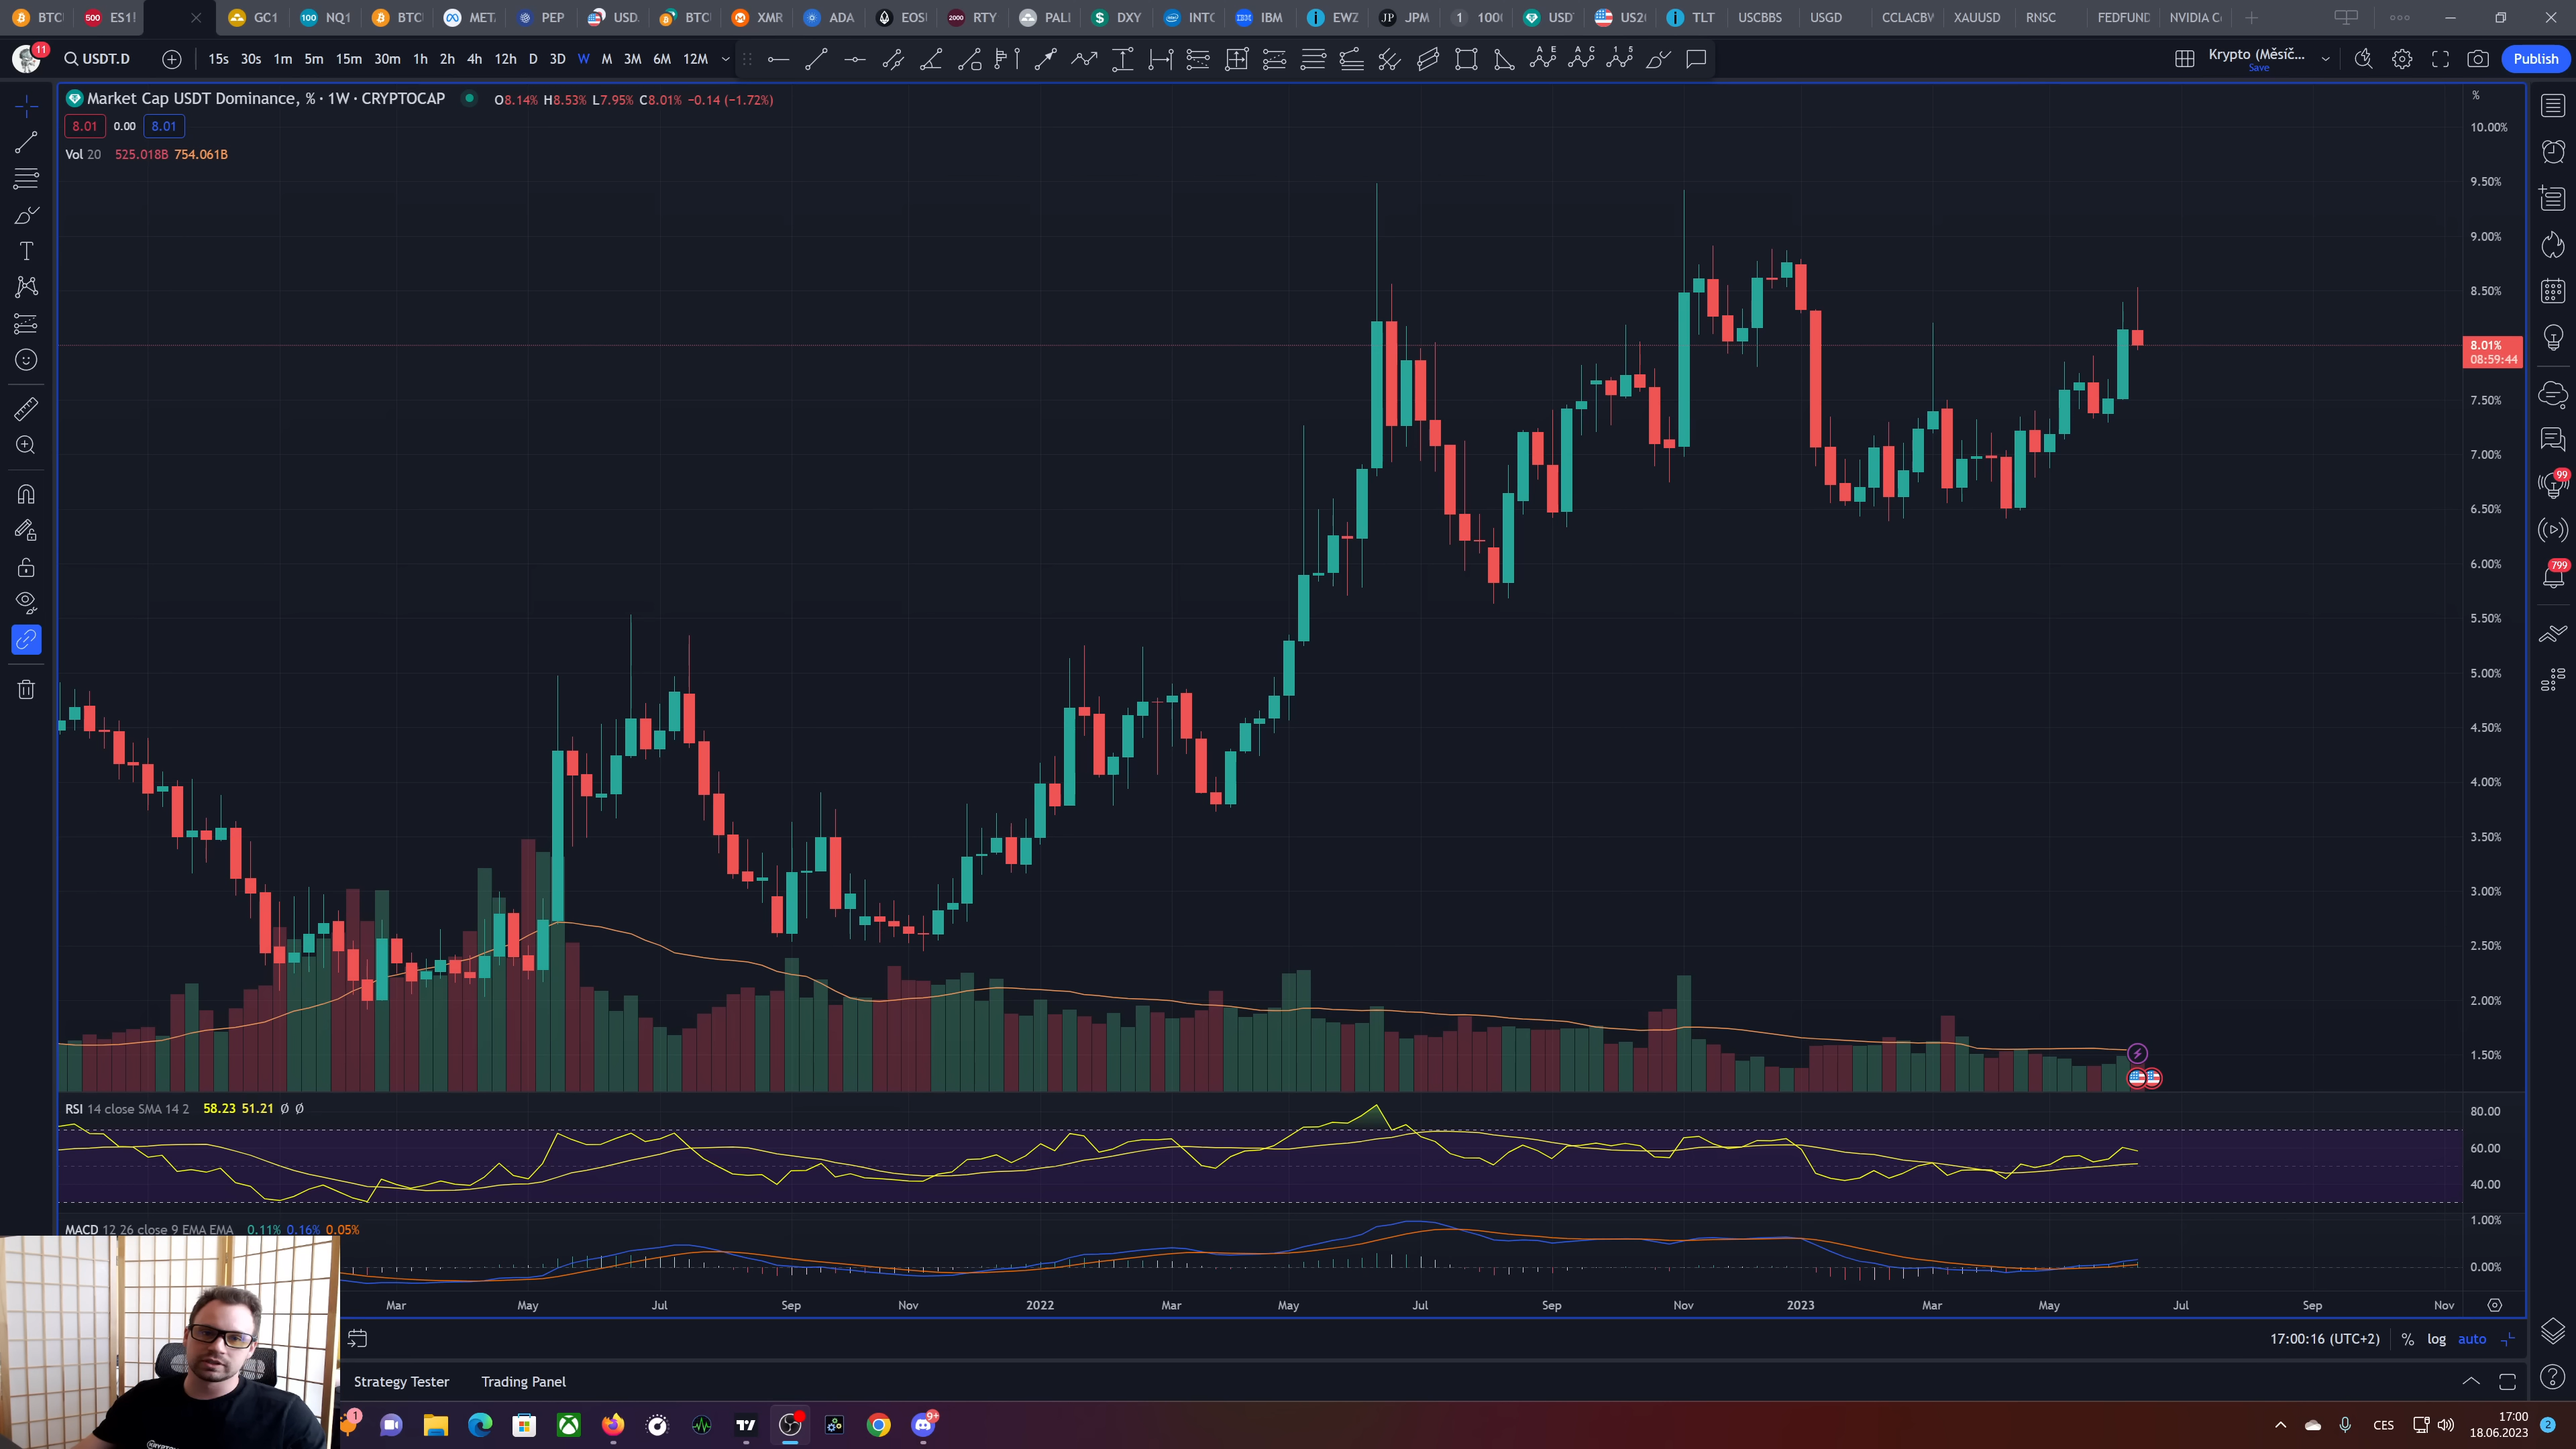 BTC ES1! GC1 NQ1 BTC MET PEP USD. BTC XMR ADA EOS RTY PALI DXY INTC IBM EWZ JPM 100 USD US2 TLT USCBBS USGD CCLACBV XAUUSD RNSC FEDFUND NVIDIA C
11 USDT.D 15s 30s 1m 5m 15m 30m 1h 2h 4h 12h D 3D W M 3M 6M 12M Krypto (Měsíč... Save Publish
Market Cap USDT Dominance, % · 1W · CRYPTOCAP O8.14% H8.53% L7.95% C8.01% −0.14 (−1.72%)
8.01 0.00 8.01
Vol 20 525.018B 754.061B
%
10.00%
9.50%
9.00%
8.50%
8.01%
08:59:44
7.50%
7.00%
6.50%
6.00%
5.50%
5.00%
4.50%
4.00%
3.50%
3.00%
2.50%
2.00%
1.50%
99
799
RSI 14 close SMA 14 2 58.23 51.21 Ø Ø
80.00
60.00
40.00
MACD 12 26 close 9 EMA EMA 0.11% 0.16% 0.05%
1.00%
0.00%
Mar May Jul Sep Nov 2022 Mar May Jul Sep Nov 2023 Mar May Jul Sep Nov
17:00:16 (UTC+2) % log auto
Strategy Tester Trading Panel
1 9+ CES 17:00 2
18.06.2023